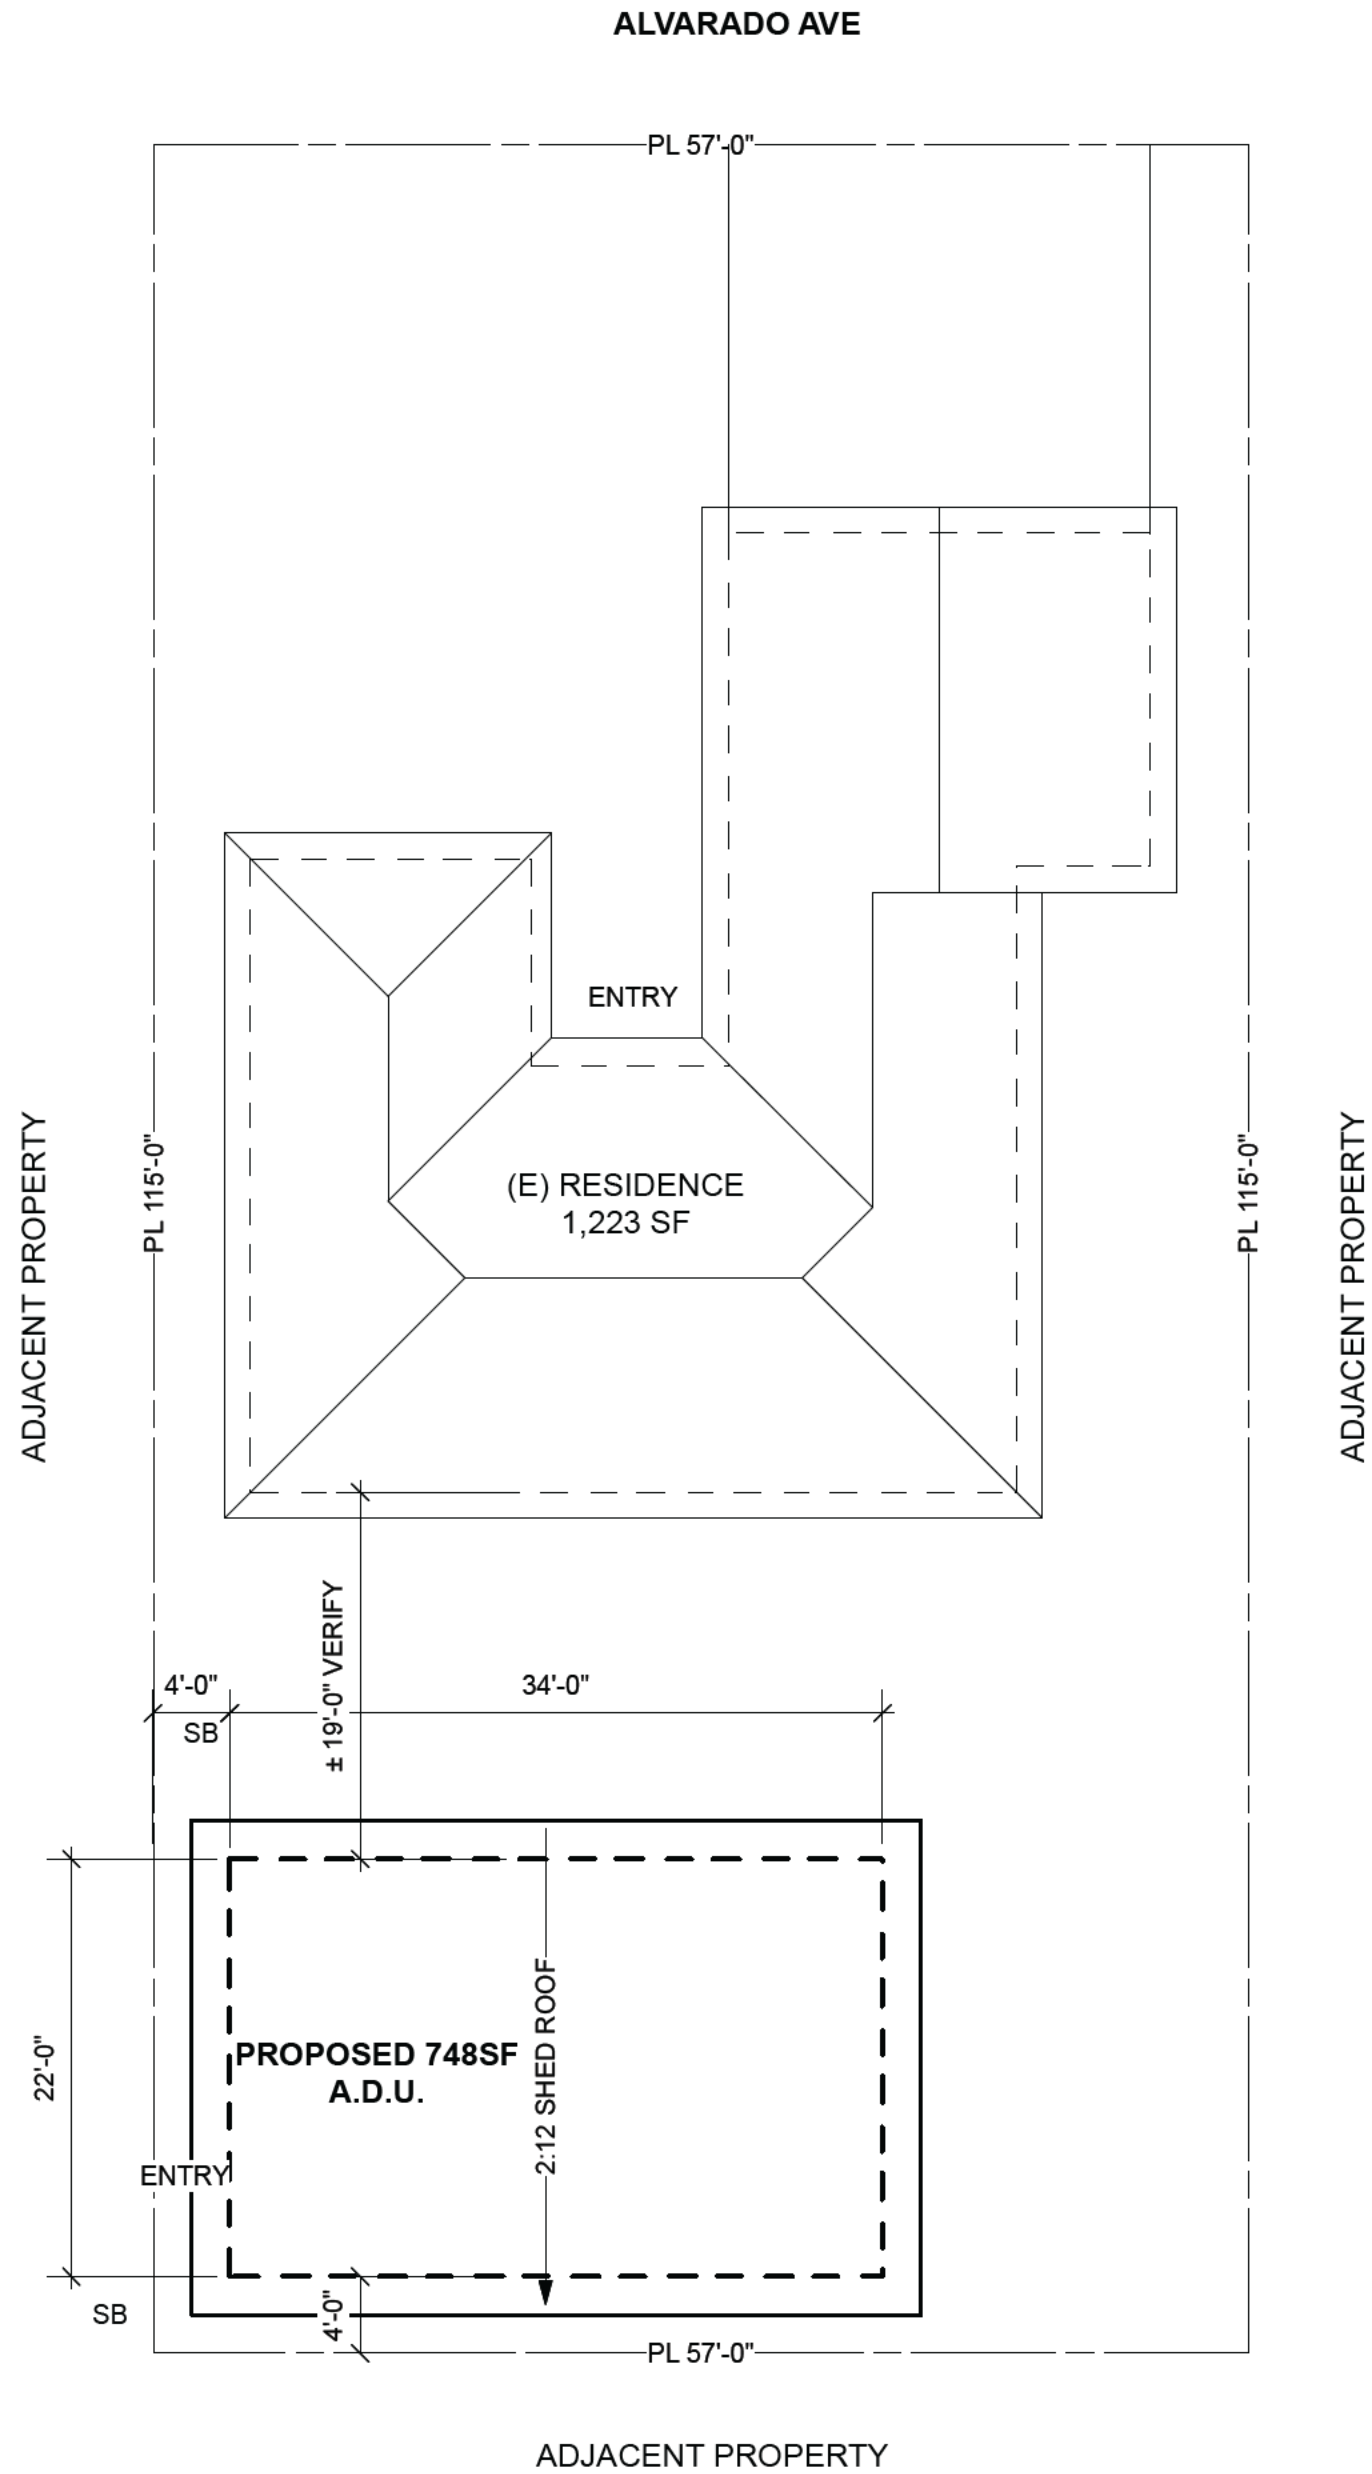 ALVARADO AVE
PL 57'-0"
ENTRY
ADJACENT PROPERTY
PL 115'-0"
(E) RESIDENCE
1,223 SF
PL 115'-0"
ADJACENT PROPERTY
± 19'-0" VERIFY
4'-0"
34'-0"
SB
22'-0"
PROPOSED 748SF
A.D.U.
2:12 SHED ROOF
ENTRY
SB
4'-0"
PL 57'-0"
ADJACENT PROPERTY